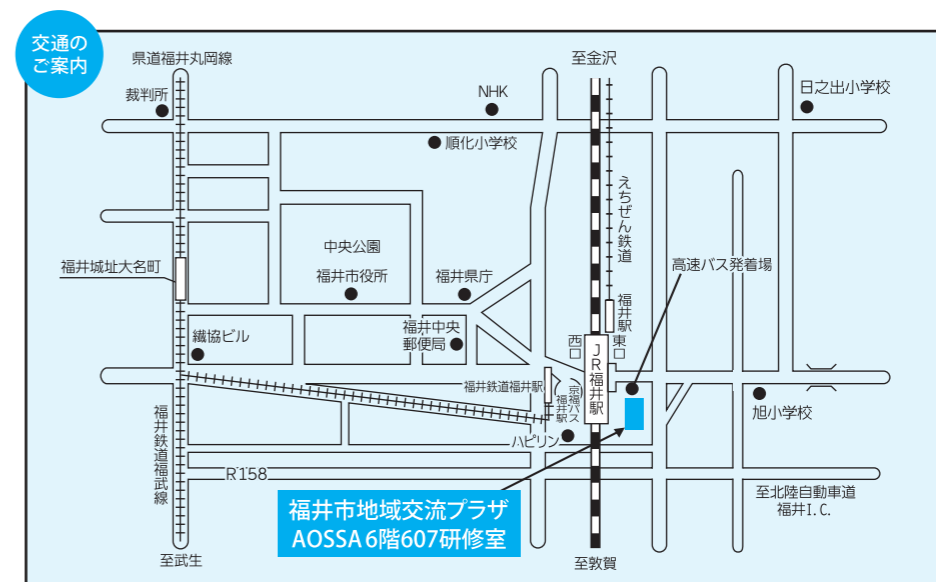 交通の
ご案内
県道福井丸岡線
至金沢
裁判所
NHK
日之出小学校
順化小学校
えちぜん鉄道
中央公園
福井城址大名町
福井市役所
福井県庁
高速バス発着場
福井駅
繊協ビル
福井中央
郵便局
西口
東口
JR福井駅
福井鉄道福井駅
京福バス
福井駅
旭小学校
ハピリン
福井鉄道福武線
R158
福井市地域交流プラザ
AOSSA6階607研修室
至北陸自動車道
福井I.C.
至武生
至敦賀